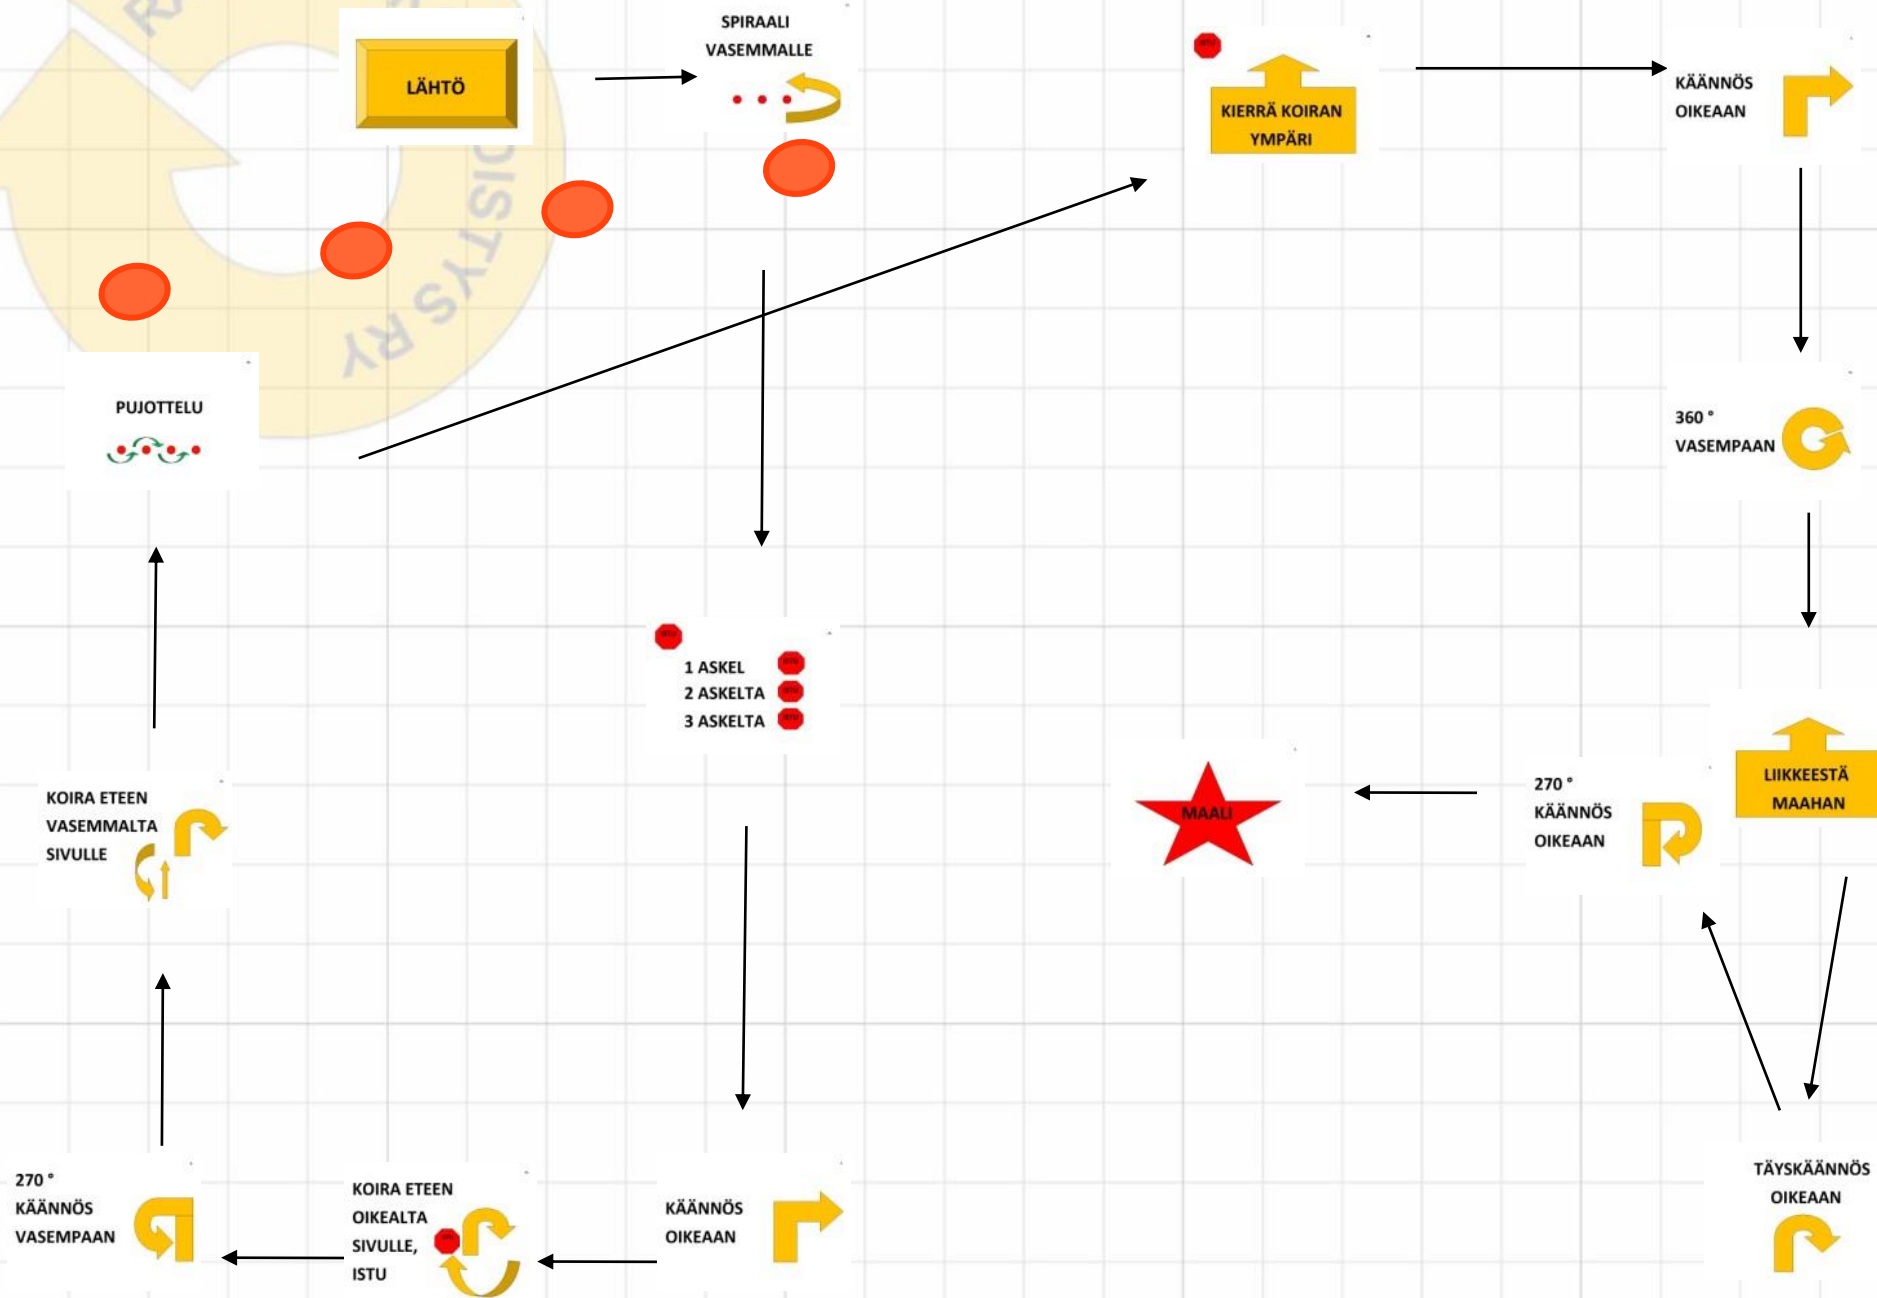 LÄHTÖ
SPIRAALI
VASEMMALLE
KIERRÄ KOIRAN
YMPÄRI
KÄÄNNÖS
OIKEAAN
RY
PUJOTTELU
360 °
VASEMPAAN
1 ASKEL
2 ASKELTA
3 ASKELTA
LIIKKEESTÄ
MAAHAN
MAALI
270 °
KÄÄNNÖS
OIKEAAN
KOIRA ETEEN
VASEMMALTA
SIVULLE
270 °
KÄÄNNÖS
VASEMPAAN
KOIRA ETEEN
OIKEALTA
SIVULLE,
ISTU
KÄÄNNÖS
OIKEAAN
TÄYSKÄÄNNÖS
OIKEAAN